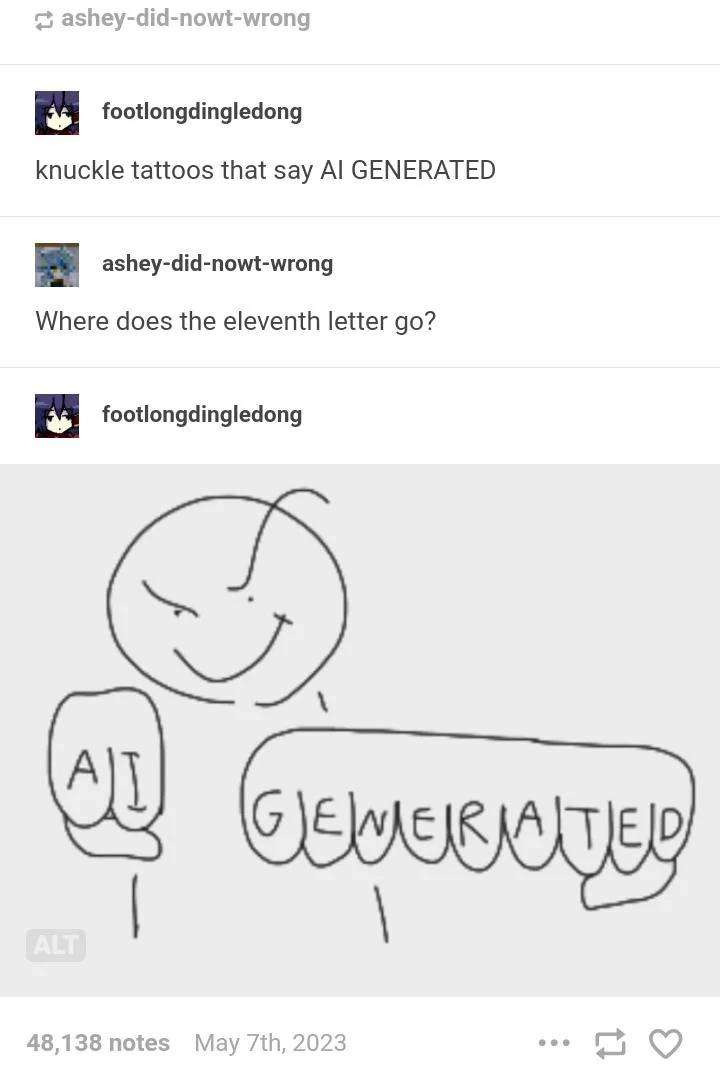 ashey-did-nowt-wrong
footlongdingledong
knuckle tattoos that say AI GENERATED
ashey-did-nowt-wrong
Where does the eleventh letter go?
footlongdingledong
AI GENERATED
ALT
48,138 notes May 7th, 2023